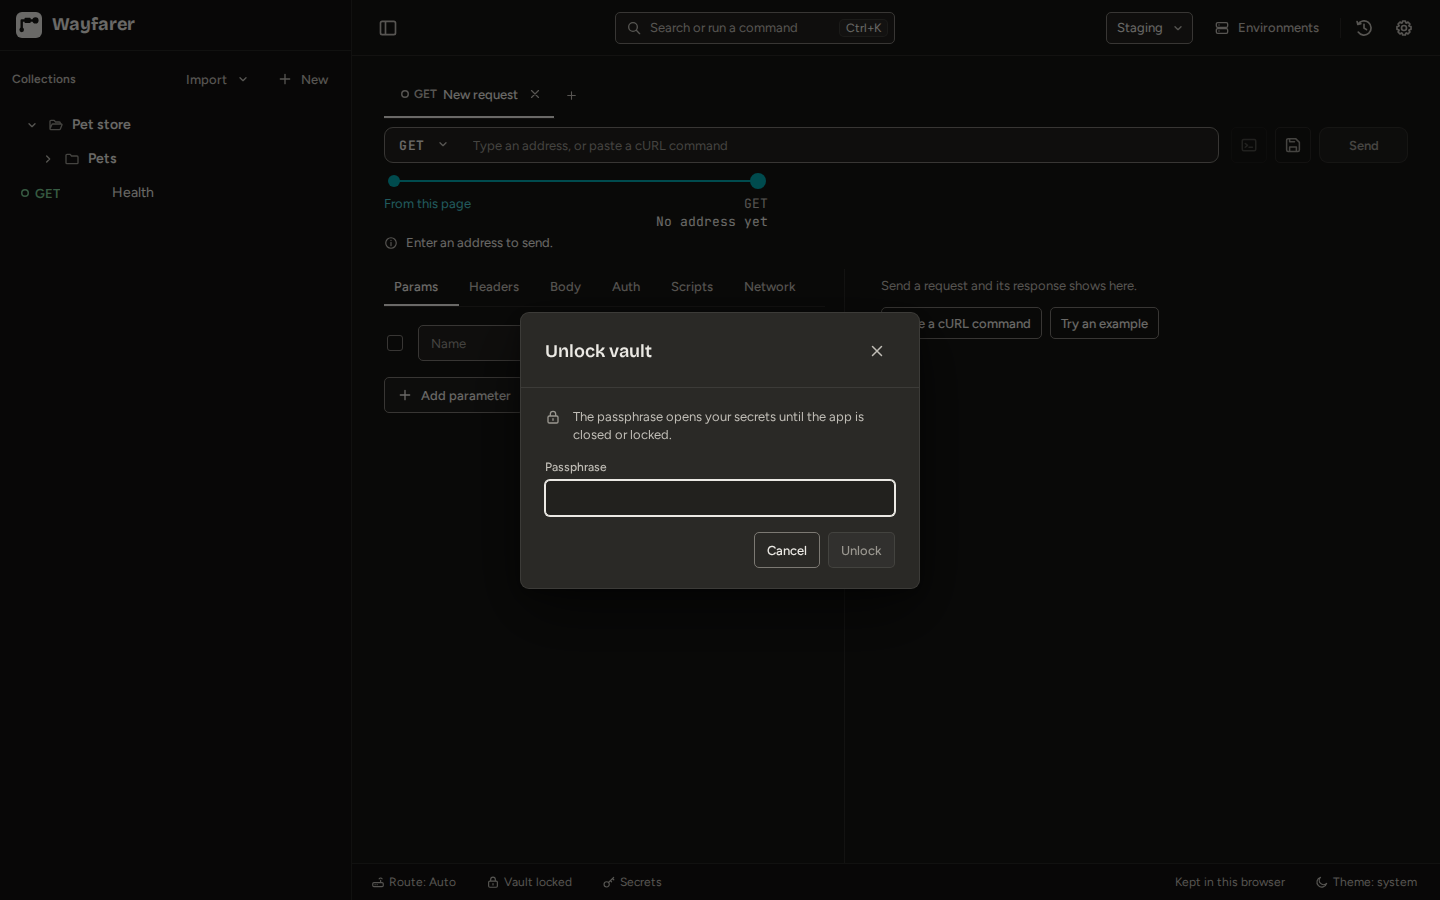 Wayfarer
Search or run a command
Ctrl+K
Staging
Environments
Collections
Import
New
Pet store
Pets
GET
Health
GET New request
GET
Type an address, or paste a cURL command
Send
From this page
GET
No address yet
Enter an address to send.
Params
Headers
Body
Auth
Scripts
Network
Send a request and its response shows here.
a cURL command
Try an example
Name
Add parameter
Unlock vault
The passphrase opens your secrets until the app is
closed or locked.
Passphrase
Cancel
Unlock
Route: Auto
Vault locked
Secrets
Kept in this browser
Theme: system